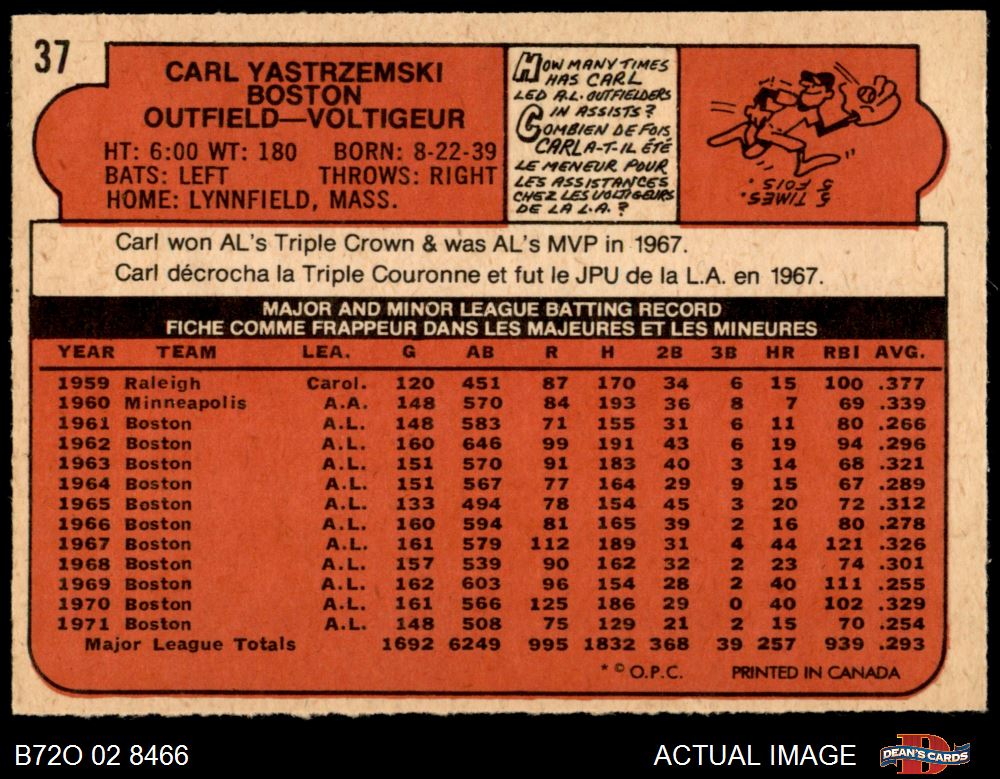 37
CARL YASTRZEMSKI
BOSTON
OUTFIELD—VOLTIGEUR
HT: 6:00 WT: 180 BORN: 8-22-39
BATS: LEFT THROWS: RIGHT
HOME: LYNNFIELD, MASS.
HOW MANY TIMES
HAS CARL
LED A.L. OUTFIELDERS
IN ASSISTS?
COMBIEN DE FOIS
CARL A-T-IL ÉTÉ
LE MENEUR POUR
LES ASSISTANCES
CHEZ LES VOLTIGEURS
DE LA L.A.?
5 TIMES.
5 FOIS.
Carl won AL's Triple Crown & was AL's MVP in 1967.
Carl décrocha la Triple Couronne et fut le JPU de la L.A. en 1967.
MAJOR AND MINOR LEAGUE BATTING RECORD
FICHE COMME FRAPPEUR DANS LES MAJEURES ET LES MINEURES
YEAR TEAM LEA. G AB R H 2B 3B HR RBI AVG.
1959 Raleigh Carol. 120 451 87 170 34 6 15 100 .377
1960 Minneapolis A.A. 148 570 84 193 36 8 7 69 .339
1961 Boston A.L. 148 583 71 155 31 6 11 80 .266
1962 Boston A.L. 160 646 99 191 43 6 19 94 .296
1963 Boston A.L. 151 570 91 183 40 3 14 68 .321
1964 Boston A.L. 151 567 77 164 29 9 15 67 .289
1965 Boston A.L. 133 494 78 154 45 3 20 72 .312
1966 Boston A.L. 160 594 81 165 39 2 16 80 .278
1967 Boston A.L. 161 579 112 189 31 4 44 121 .326
1968 Boston A.L. 157 539 90 162 32 2 23 74 .301
1969 Boston A.L. 162 603 96 154 28 2 40 111 .255
1970 Boston A.L. 161 566 125 186 29 0 40 102 .329
1971 Boston A.L. 148 508 75 129 21 2 15 70 .254
Major League Totals 1692 6249 995 1832 368 39 257 939 .293
* © O.P.C. PRINTED IN CANADA
B72O 02 8466 ACTUAL IMAGE DEAN'S CARDS